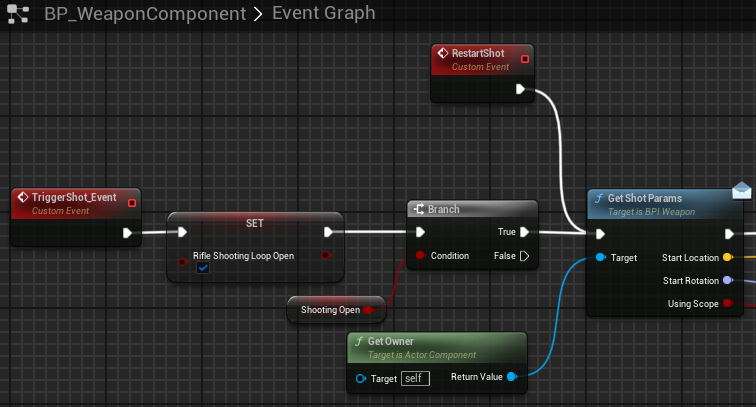 BP_WeaponComponent > Event Graph
RestartShot
Custom Event
TriggerShot_Event
Custom Event
SET
Rifle Shooting Loop Open
Branch
True
Condition
False
Shooting Open
Get Shot Params
Target is BPI Weapon
Target
Start Location
Start Rotation
Using Scope
Get Owner
Target is Actor Component
Target self
Return Value